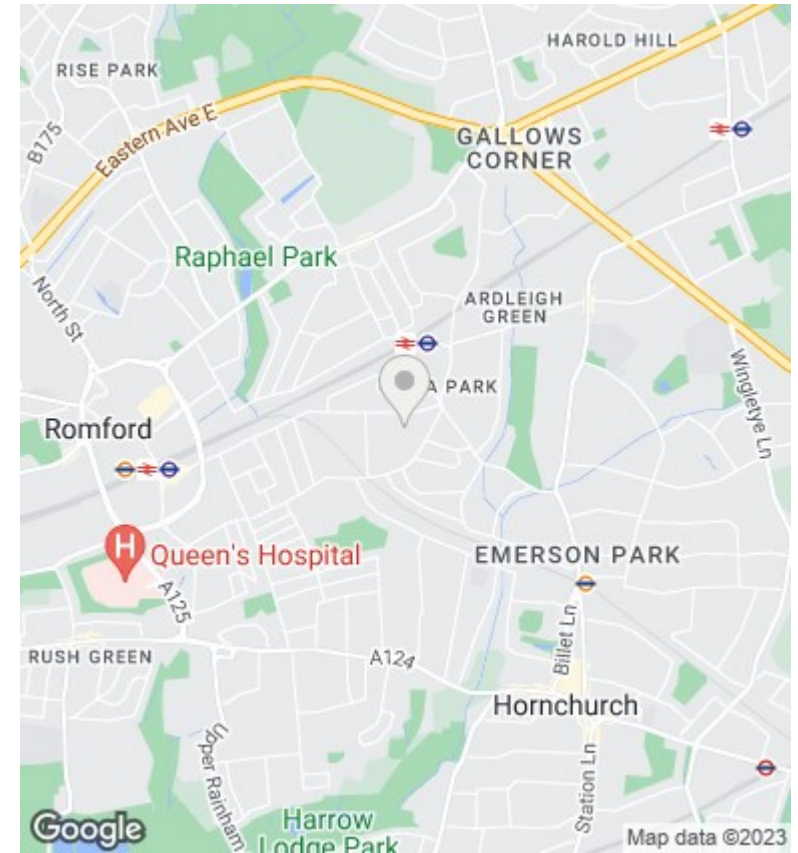 HAROLD HILL
RISE PARK
B175
Eastern Ave E
GALLOWS
CORNER
Raphael Park
North St
ARDLEIGH
GREEN
A PARK
Wingletye Ln
Romford
H
Queen's Hospital
EMERSON PARK
A125
Billet Ln
RUSH GREEN
A124
Hornchurch
Upper Rainham
Station Ln
Harrow
Lodge Park
Google
Map data ©2023